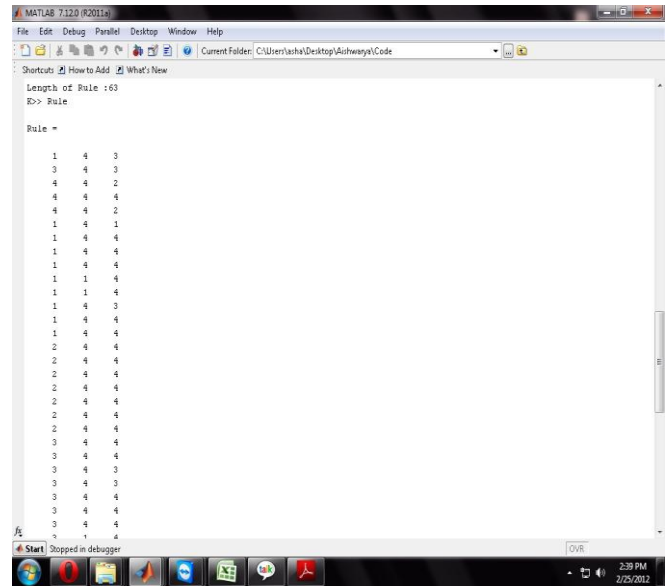 MATLAB 7.12.0 (R2011a)
File Edit Debug Parallel Desktop Window Help
Current Folder: C:\Users\asha\Desktop\Aishwarya\Code
Shortcuts How to Add What's New
Length of Rule :63
K>> Rule
Rule =
1 4 3
3 4 3
4 4 2
4 4 4
4 4 2
1 4 1
1 4 4
1 4 4
1 4 4
1 1 4
1 1 4
1 4 3
1 4 4
1 4 4
2 4 4
2 4 4
2 4 4
2 4 4
2 4 4
2 4 4
2 4 4
3 4 4
3 4 4
3 4 3
3 4 3
3 4 4
3 4 4
3 4 4
3 1 4
fx
Start Stopped in debugger OVR
talk
2:39 PM
2/25/2012